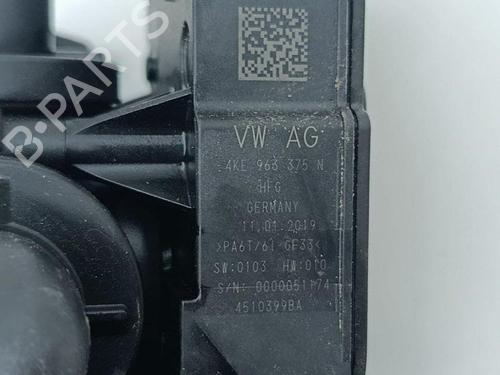 B-PARTS
VW AG
4KE 963 375 N
HFG
GERMANY
11.01.2019
>PA6T/6I GF33<
SW:0103 HW:010
S/N: 0000051174
4510399BA